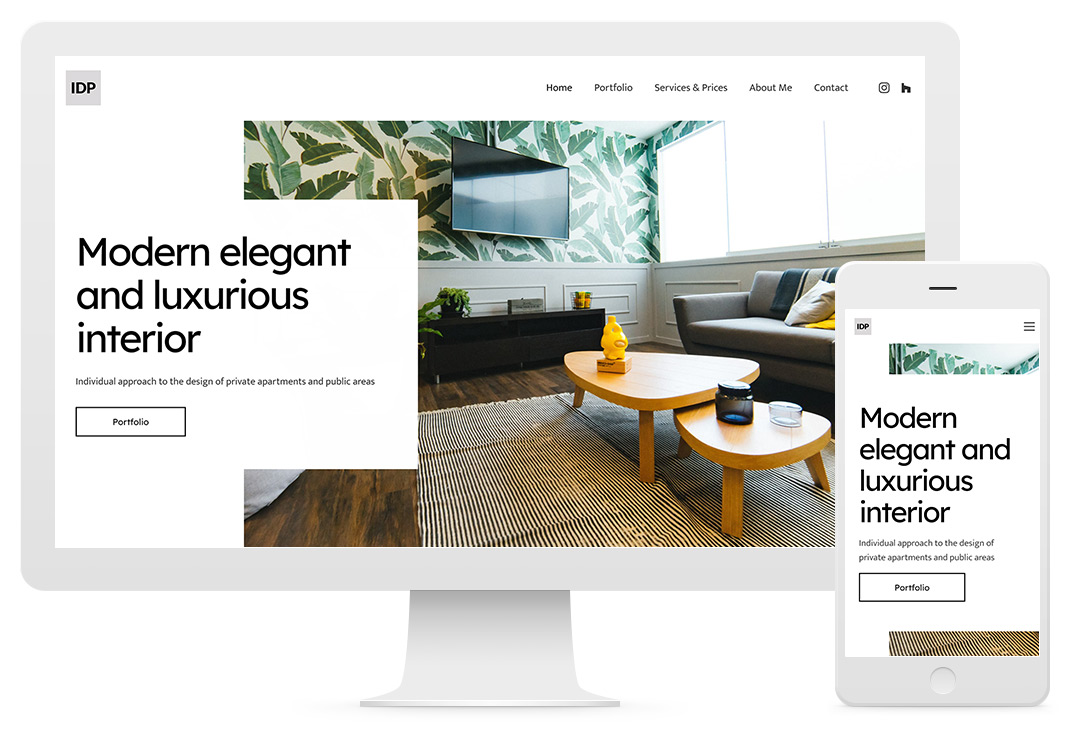 IDP
Home Portfolio Services & Prices About Me Contact
Modern elegant
and luxurious
interior
Individual approach to the design of private apartments and public areas
Portfolio
IDP
Modern
elegant and
luxurious
interior
Individual approach to the design of
private apartments and public areas
Portfolio